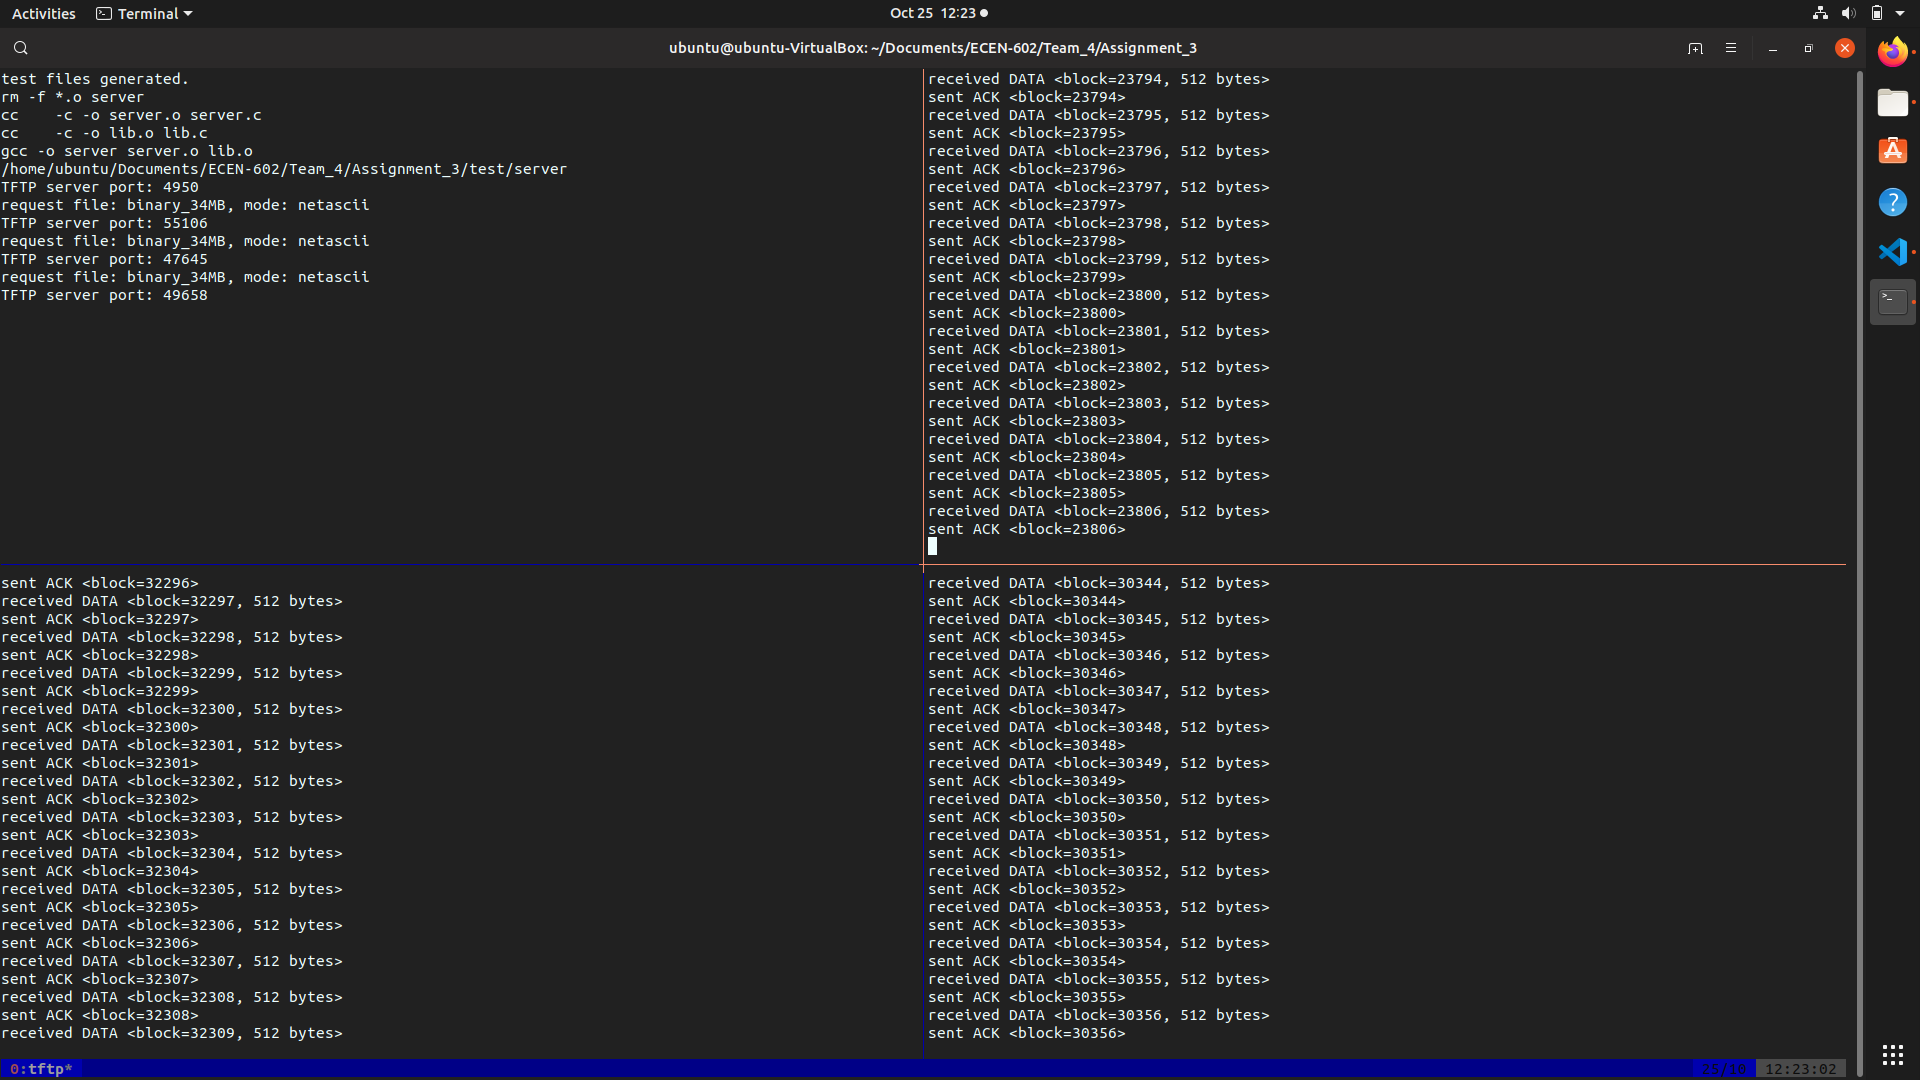 Activities
Terminal
Oct 25 12:23
ubuntu@ubuntu-VirtualBox: ~/Documents/ECEN-602/Team_4/Assignment_3
test files generated.
rm -f *.o server
cc    -c -o server.o server.c
cc    -c -o lib.o lib.c
gcc -o server server.o lib.o
/home/ubuntu/Documents/ECEN-602/Team_4/Assignment_3/test/server
TFTP server port: 4950
request file: binary_34MB, mode: netascii
TFTP server port: 55106
request file: binary_34MB, mode: netascii
TFTP server port: 47645
request file: binary_34MB, mode: netascii
TFTP server port: 49658
received DATA <block=23794, 512 bytes>
sent ACK <block=23794>
received DATA <block=23795, 512 bytes>
sent ACK <block=23795>
received DATA <block=23796, 512 bytes>
sent ACK <block=23796>
received DATA <block=23797, 512 bytes>
sent ACK <block=23797>
received DATA <block=23798, 512 bytes>
sent ACK <block=23798>
received DATA <block=23799, 512 bytes>
sent ACK <block=23799>
received DATA <block=23800, 512 bytes>
sent ACK <block=23800>
received DATA <block=23801, 512 bytes>
sent ACK <block=23801>
received DATA <block=23802, 512 bytes>
sent ACK <block=23802>
received DATA <block=23803, 512 bytes>
sent ACK <block=23803>
received DATA <block=23804, 512 bytes>
sent ACK <block=23804>
received DATA <block=23805, 512 bytes>
sent ACK <block=23805>
received DATA <block=23806, 512 bytes>
sent ACK <block=23806>
sent ACK <block=32296>
received DATA <block=32297, 512 bytes>
sent ACK <block=32297>
received DATA <block=32298, 512 bytes>
sent ACK <block=32298>
received DATA <block=32299, 512 bytes>
sent ACK <block=32299>
received DATA <block=32300, 512 bytes>
sent ACK <block=32300>
received DATA <block=32301, 512 bytes>
sent ACK <block=32301>
received DATA <block=32302, 512 bytes>
sent ACK <block=32302>
received DATA <block=32303, 512 bytes>
sent ACK <block=32303>
received DATA <block=32304, 512 bytes>
sent ACK <block=32304>
received DATA <block=32305, 512 bytes>
sent ACK <block=32305>
received DATA <block=32306, 512 bytes>
sent ACK <block=32306>
received DATA <block=32307, 512 bytes>
sent ACK <block=32307>
received DATA <block=32308, 512 bytes>
sent ACK <block=32308>
received DATA <block=32309, 512 bytes>
received DATA <block=30344, 512 bytes>
sent ACK <block=30344>
received DATA <block=30345, 512 bytes>
sent ACK <block=30345>
received DATA <block=30346, 512 bytes>
sent ACK <block=30346>
received DATA <block=30347, 512 bytes>
sent ACK <block=30347>
received DATA <block=30348, 512 bytes>
sent ACK <block=30348>
received DATA <block=30349, 512 bytes>
sent ACK <block=30349>
received DATA <block=30350, 512 bytes>
sent ACK <block=30350>
received DATA <block=30351, 512 bytes>
sent ACK <block=30351>
received DATA <block=30352, 512 bytes>
sent ACK <block=30352>
received DATA <block=30353, 512 bytes>
sent ACK <block=30353>
received DATA <block=30354, 512 bytes>
sent ACK <block=30354>
received DATA <block=30355, 512 bytes>
sent ACK <block=30355>
received DATA <block=30356, 512 bytes>
sent ACK <block=30356>
0:tftp*
25/10
12:23:02